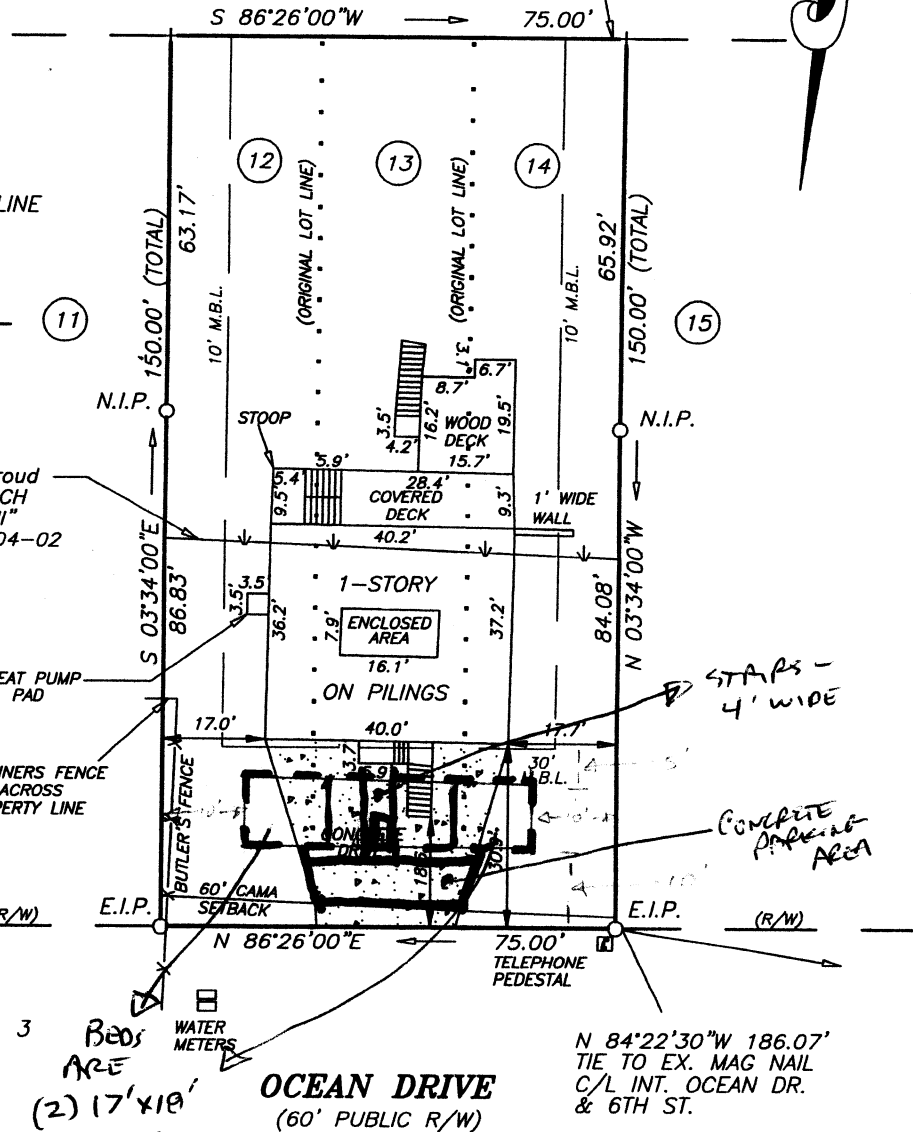 S 86°26'00"W
75.00'
12
13
14
(ORIGINAL LOT LINE)
(ORIGINAL LOT LINE)
LINE
150.00' (TOTAL)
63.17'
65.92'
150.00' (TOTAL)
10' M.B.L.
10' M.B.L.
11
15
N.I.P.
N.I.P.
STOOP
3.1'
6.7'
8.7'
3.5'
16.2'
WOOD
DECK
19.5'
4.2'
15.7'
5.9'
5.4'
9.5'
28.4'
COVERED
DECK
9.3'
1' WIDE
WALL
40.2'
04-02
S 03°34'00"E
86.83'
84.08'
N 03°34'00"W
1-STORY
3.5
3.5'
36.2'
7.9'
ENCLOSED
AREA
37.2'
16.1'
ON PILINGS
EAT PUMP
PAD
STAIRS -
4' WIDE
17.0'
40.0'
17.7'
3.7
30'
NNERS FENCE
ACROSS
PERTY LINE
BUTLER'S FENCE
CONCRETE
PARKING
AREA
60' CAMA
SETBACK
E.I.P.
E.I.P.
(R/W)
R/W)
N 86°26'00"E
75.00'
TELEPHONE
PEDESTAL
3
WATER
METERS
BEDS
ARE
(2) 17'X18'
OCEAN DRIVE
(60' PUBLIC R/W)
N 84°22'30"W 186.07'
TIE TO EX. MAG NAIL
C/L INT. OCEAN DR.
& 6TH ST.